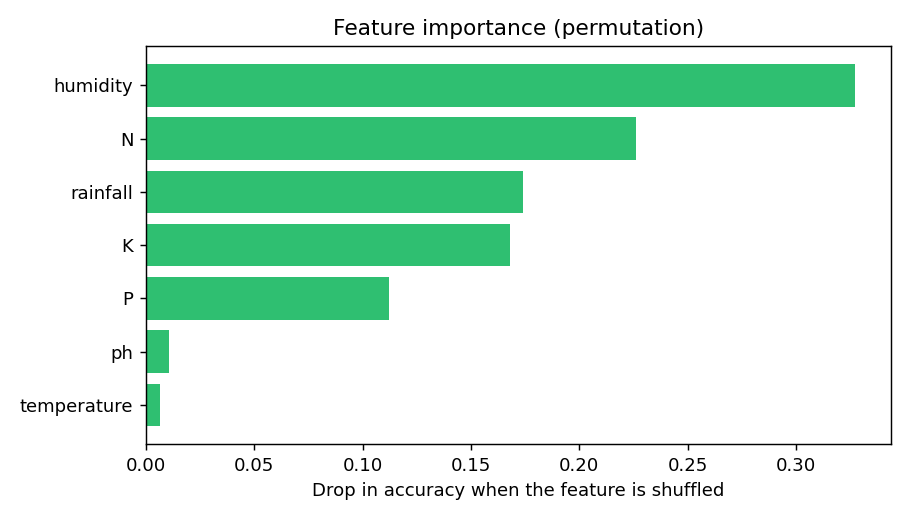 Feature importance (permutation)
humidity
N
rainfall
K
P
ph
temperature
0.00 0.05 0.10 0.15 0.20 0.25 0.30
Drop in accuracy when the feature is shuffled